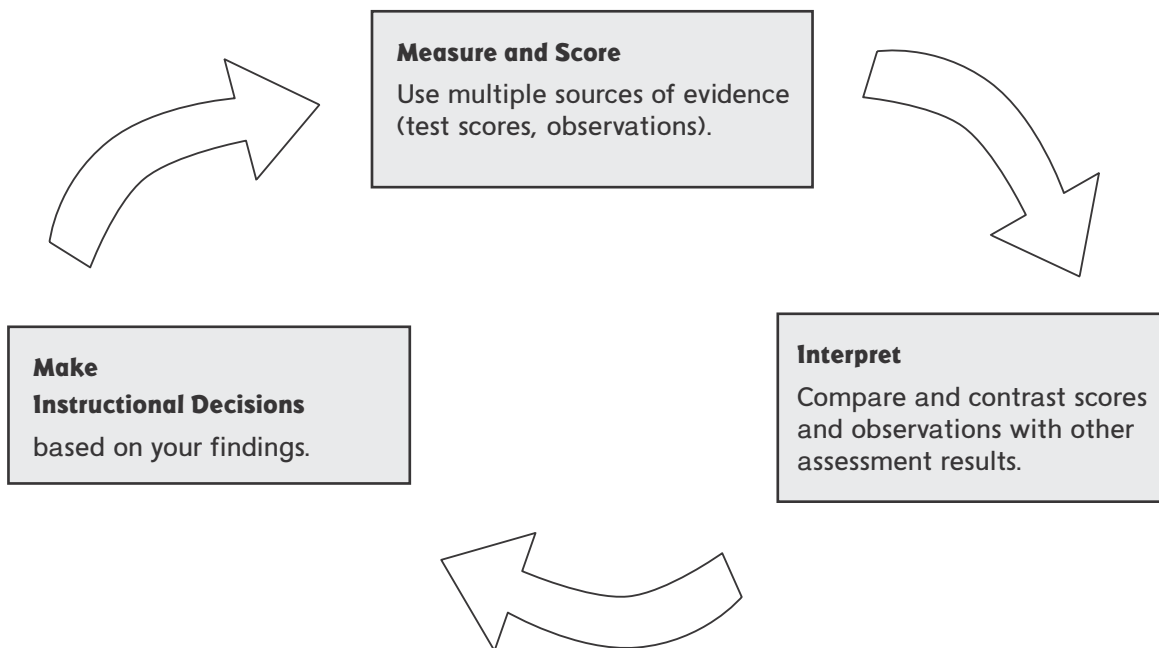 Measure and Score
Use multiple sources of evidence
(test scores, observations).
Interpret
Compare and contrast scores
and observations with other
assessment results.
Make
Instructional Decisions
based on your findings.